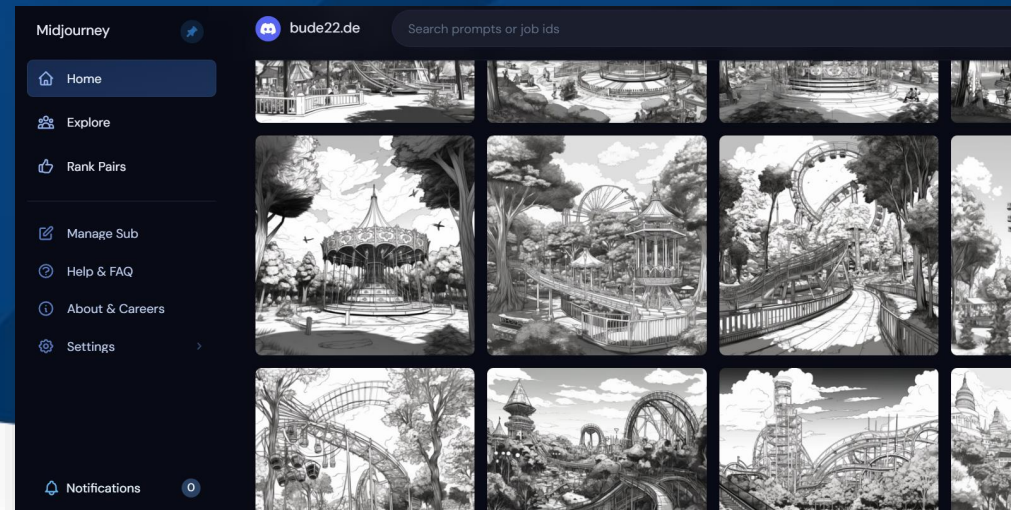 Midjourney
bude22.de
Search prompts or job ids
Home
Explore
Rank Pairs
Manage Sub
Help & FAQ
About & Careers
Settings
Notifications
0